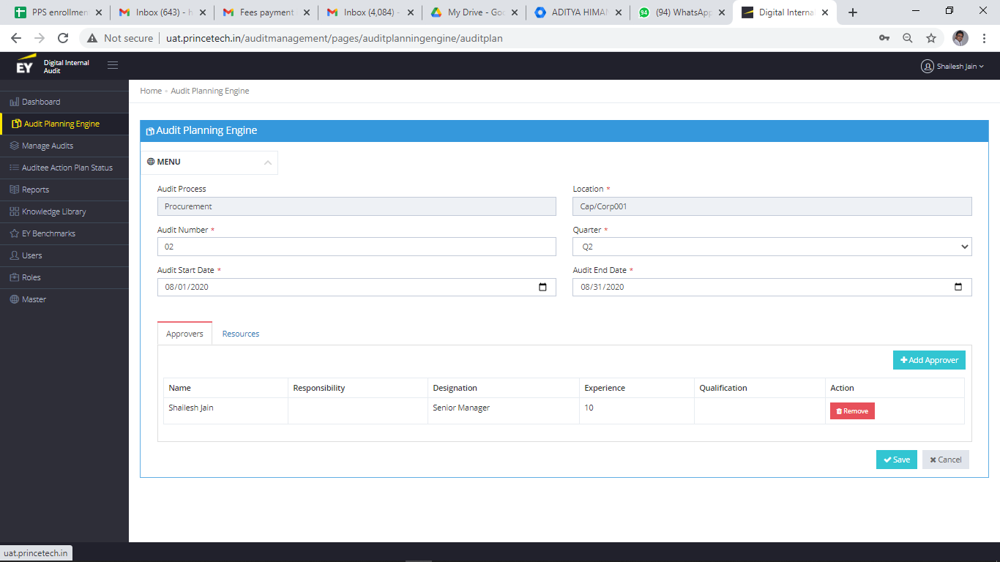 PPS enrollmen
Inbox (643) - h
Fees payment
Inbox (4,084) -
My Drive - Goo
ADITYA HIMAN
94
(94) WhatsApp
Digital Interna
Not secure
uat.princetech.in/auditmanagement/pages/auditplanningengine/auditplan
EY
Digital Internal
Audit
Shailesh Jain
Home
Audit Planning Engine
Dashboard
Audit Planning Engine
Manage Audits
Auditee Action Plan Status
Reports
Knowledge Library
EY Benchmarks
Users
Roles
Master
Audit Planning Engine
MENU
Audit Process
Location *
Procurement
Cap/Corp001
Audit Number *
Quarter *
02
Q2
Audit Start Date *
Audit End Date *
08/01/2020
08/31/2020
Approvers
Resources
Add Approver
Name Responsibility Designation Experience Qualification Action
Shailesh Jain Senior Manager 10 Remove
Save
Cancel
uat.princetech.in